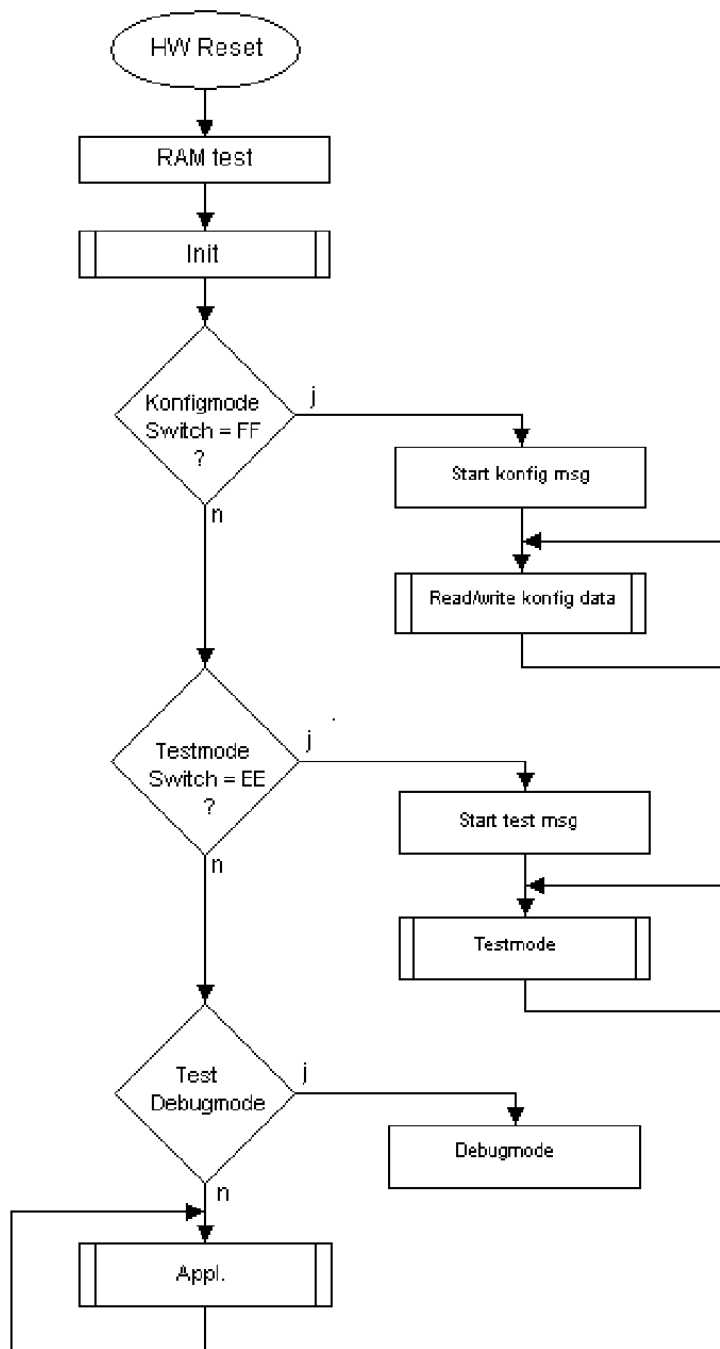 HW Reset
RAM test
Init
Konfigmode
Switch = FF
?
j
n
Start konfig msg
Read/write konfig data
Testmode
Switch = EE
?
j
n
Start test msg
Testmode
Test
Debugmode
j
n
Debugmode
Appl.